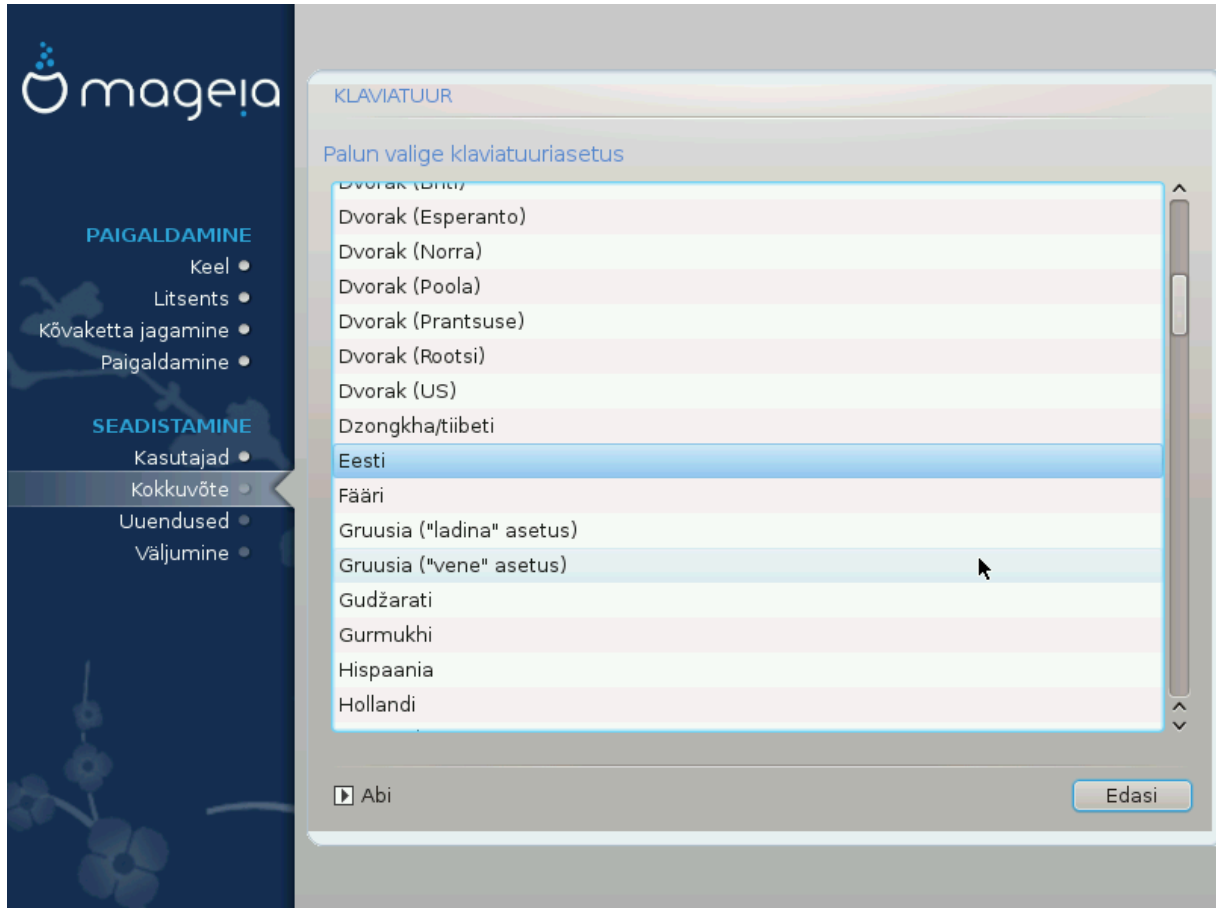 mageia
PAIGALDAMINE
Keel
Litsents
Kõvaketta jagamine
Paigaldamine
SEADISTAMINE
Kasutajad
Kokkuvõte
Uuendused
Väljumine
KLAVIATUUR
Palun valige klaviatuuriasetus
Dvorak (Briti)
Dvorak (Esperanto)
Dvorak (Norra)
Dvorak (Poola)
Dvorak (Prantsuse)
Dvorak (Rootsi)
Dvorak (US)
Dzongkha/tiibeti
Eesti
Fääri
Gruusia ("ladina" asetus)
Gruusia ("vene" asetus)
Gudžarati
Gurmukhi
Hispaania
Hollandi
Abi
Edasi